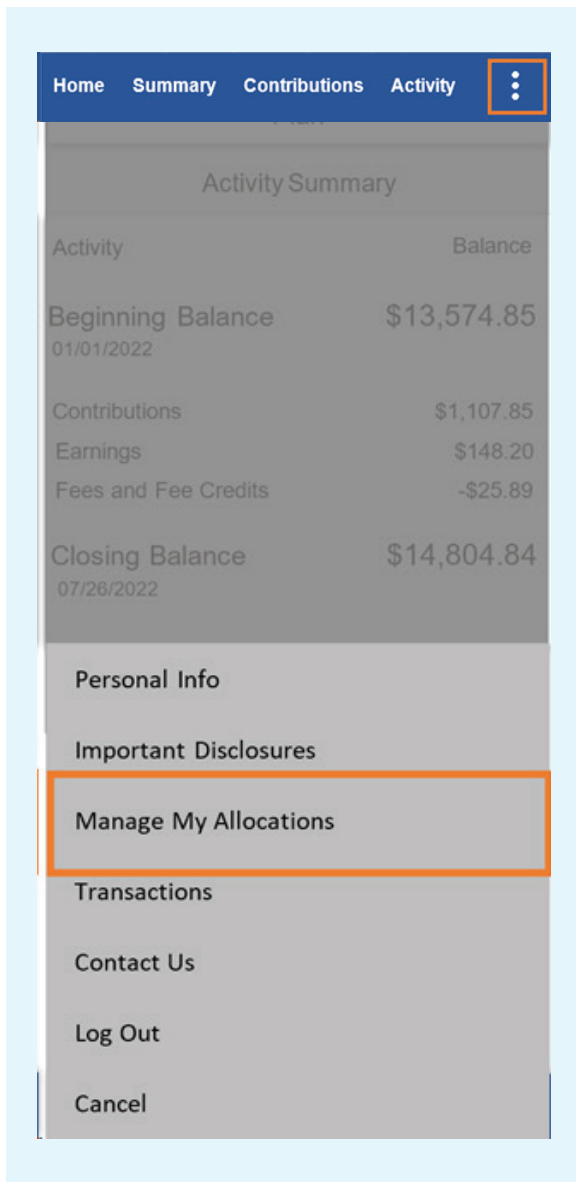 Home Summary Contributions Activity
Plan
Activity Summary
Activity Balance
Beginning Balance $13,574.85
01/01/2022
Contributions $1,107.85
Earnings $148.20
Fees and Fee Credits -$25.89
Closing Balance $14,804.84
07/26/2022
Personal Info
Important Disclosures
Manage My Allocations
Transactions
Contact Us
Log Out
Cancel